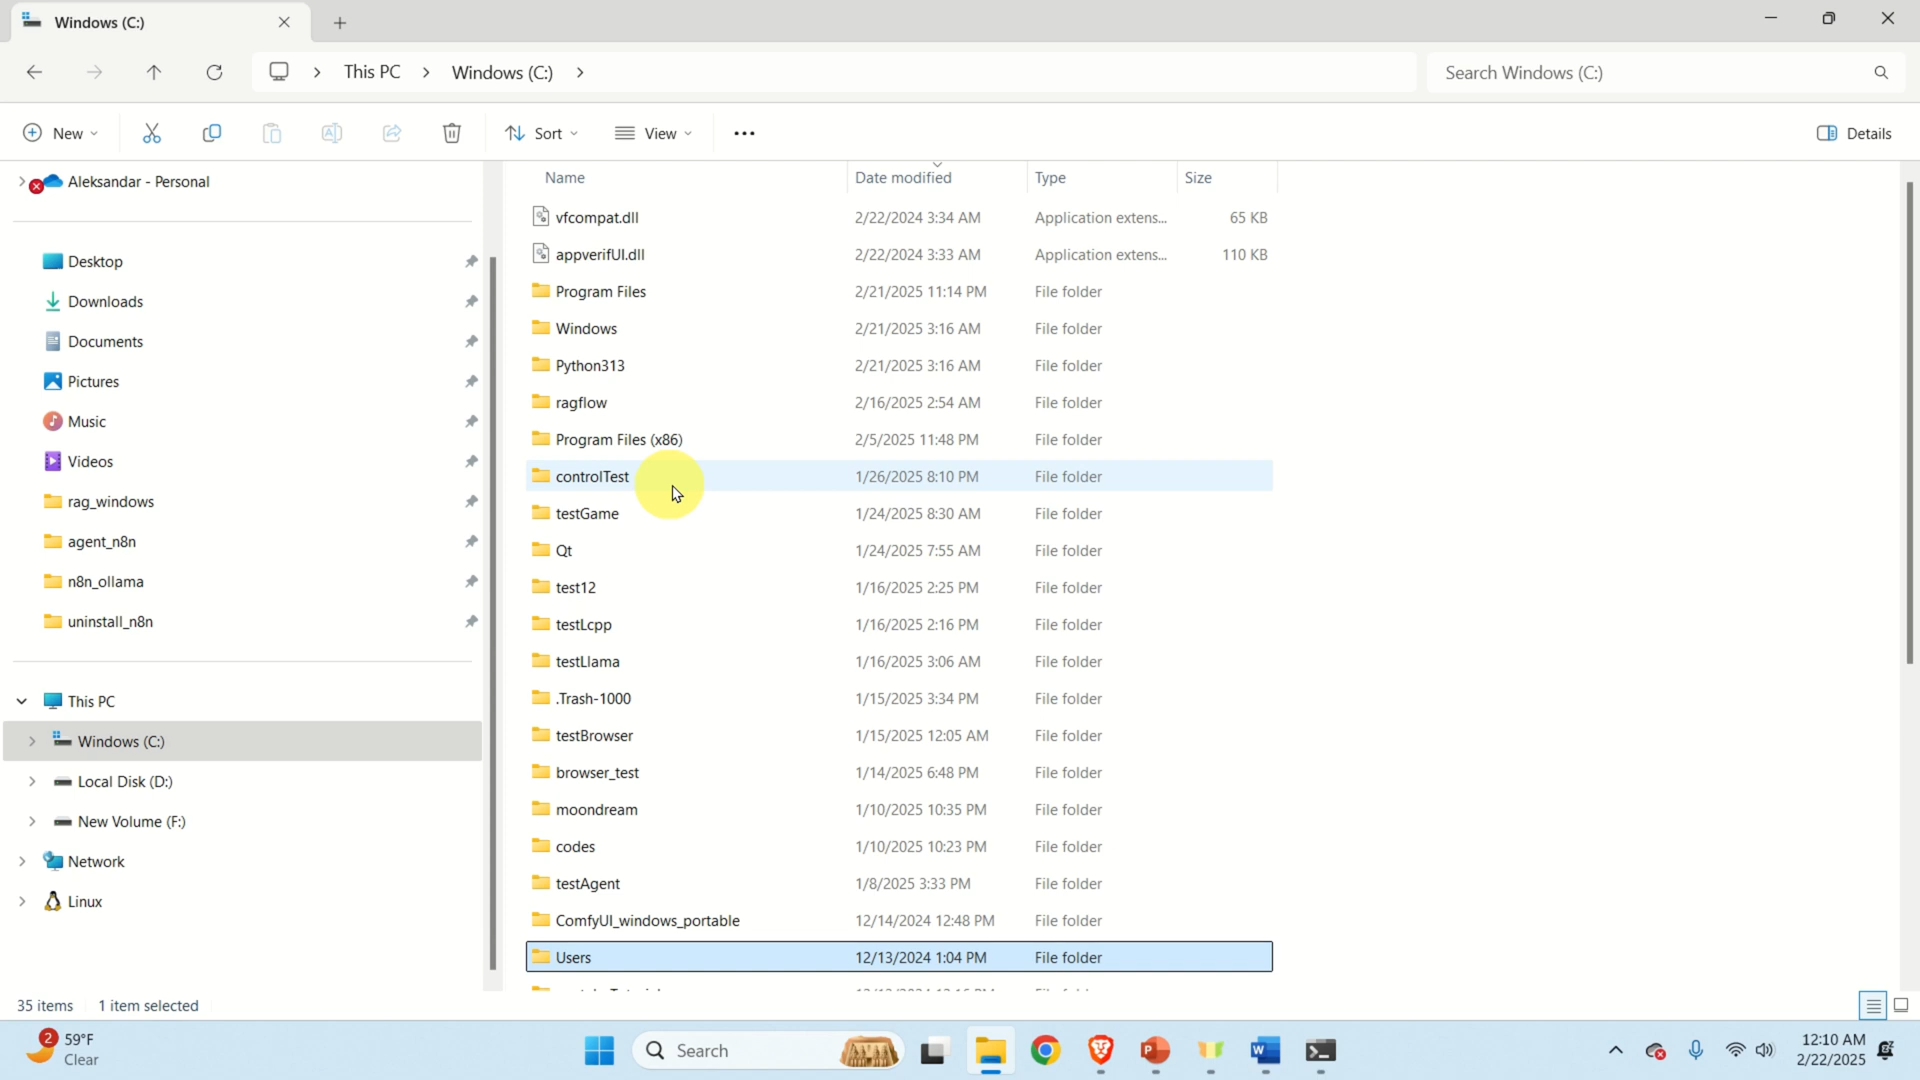 Windows (C:)
This PC > Windows (C:) >
Search Windows (C:)
New
Sort
View
Details
Aleksandar - Personal
Desktop
Downloads
Documents
Pictures
Music
Videos
rag_windows
agent_n8n
n8n_ollama
uninstall_n8n
This PC
Windows (C:)
Local Disk (D:)
New Volume (F:)
Network
Linux
Name Date modified Type Size
vfcompat.dll 2/22/2024 3:34 AM Application extens... 65 KB
appverifUI.dll 2/22/2024 3:33 AM Application extens... 110 KB
Program Files 2/21/2025 11:14 PM File folder
Windows 2/21/2025 3:16 AM File folder
Python313 2/21/2025 3:16 AM File folder
ragflow 2/16/2025 2:54 AM File folder
Program Files (x86) 2/5/2025 11:48 PM File folder
controlTest 1/26/2025 8:10 PM File folder
testGame 1/24/2025 8:30 AM File folder
Qt 1/24/2025 7:55 AM File folder
test12 1/16/2025 2:25 PM File folder
testLcpp 1/16/2025 2:16 PM File folder
testLlama 1/16/2025 3:06 AM File folder
.Trash-1000 1/15/2025 3:34 PM File folder
testBrowser 1/15/2025 12:05 AM File folder
browser_test 1/14/2025 6:48 PM File folder
moondream 1/10/2025 10:35 PM File folder
codes 1/10/2025 10:23 PM File folder
testAgent 1/8/2025 3:33 PM File folder
ComfyUI_windows_portable 12/14/2024 12:48 PM File folder
Users 12/13/2024 1:04 PM File folder
35 items 1 item selected
2 59°F
Clear
Search
12:10 AM
2/22/2025